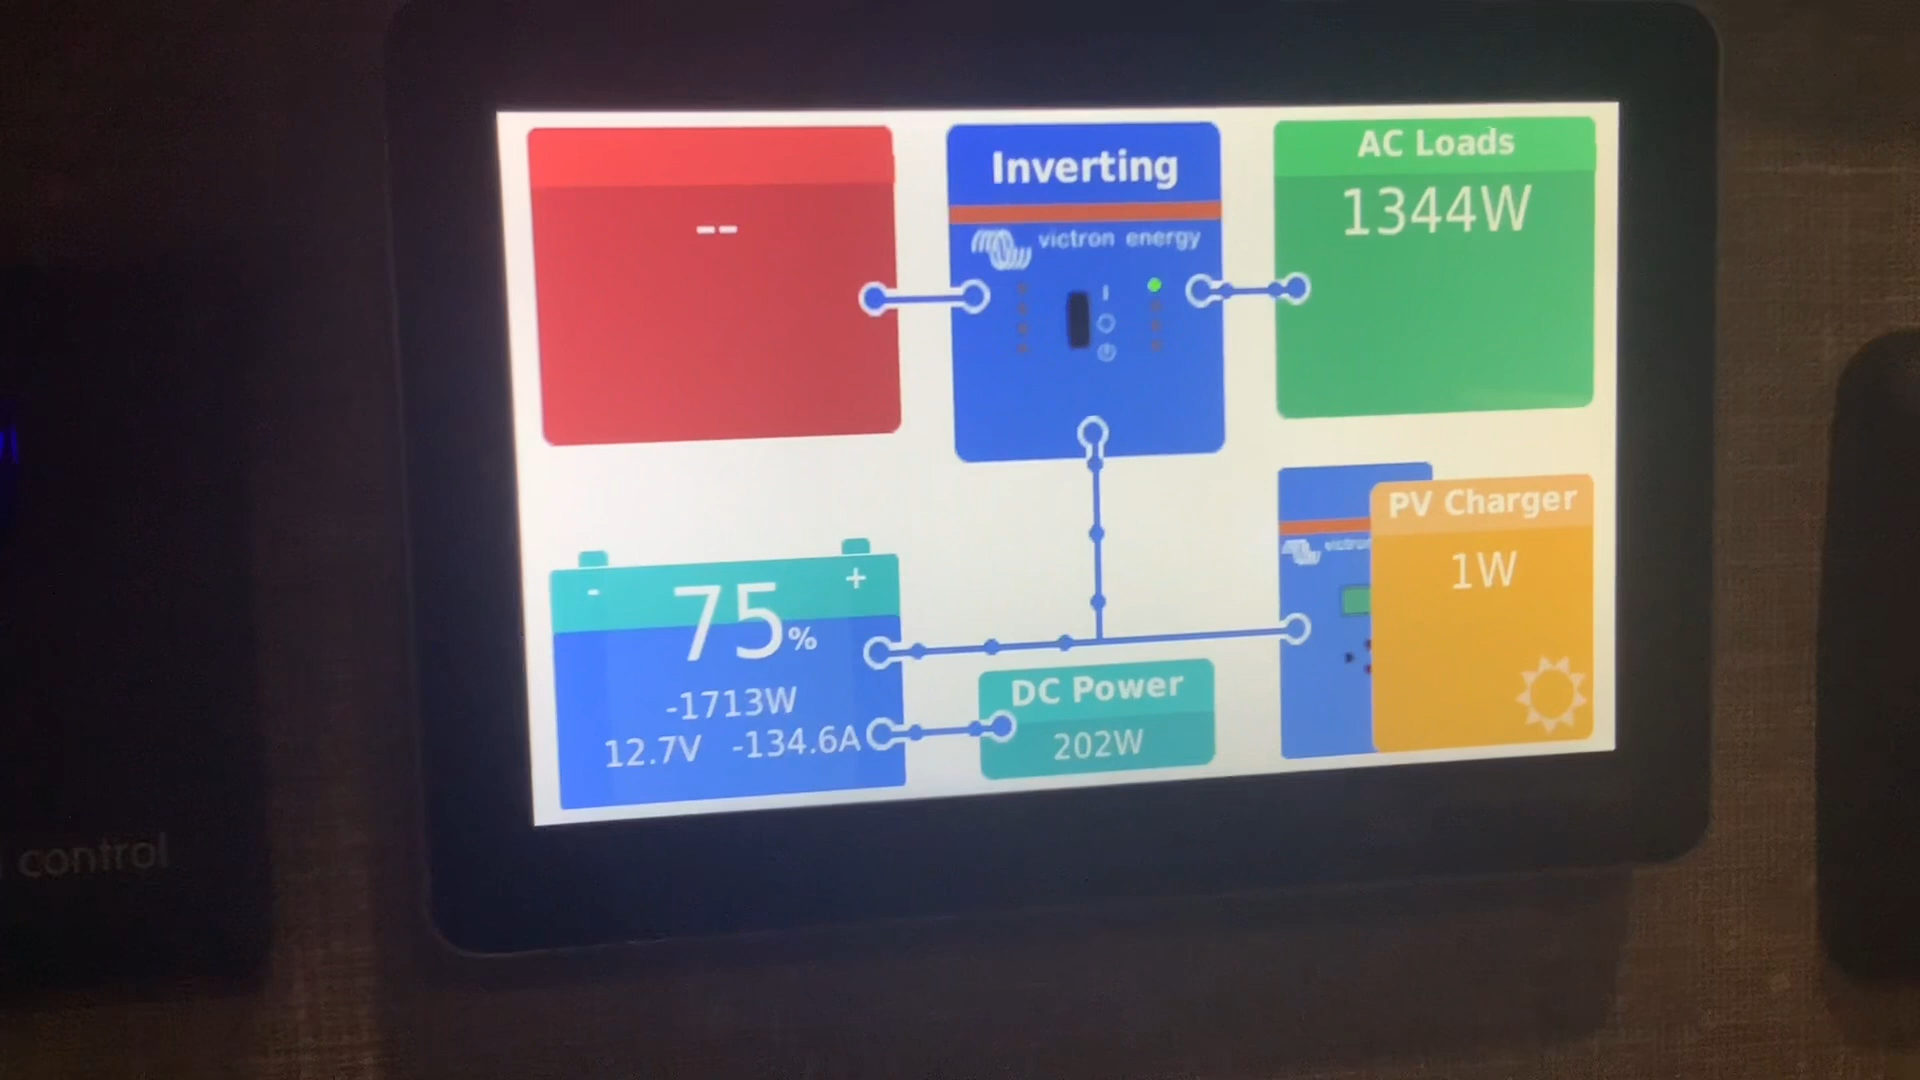 --
Inverting
victron energy
AC Loads
1344W
PV Charger
1W
- +
75%
-1713W
12.7V -134.6A
DC Power
202W
control